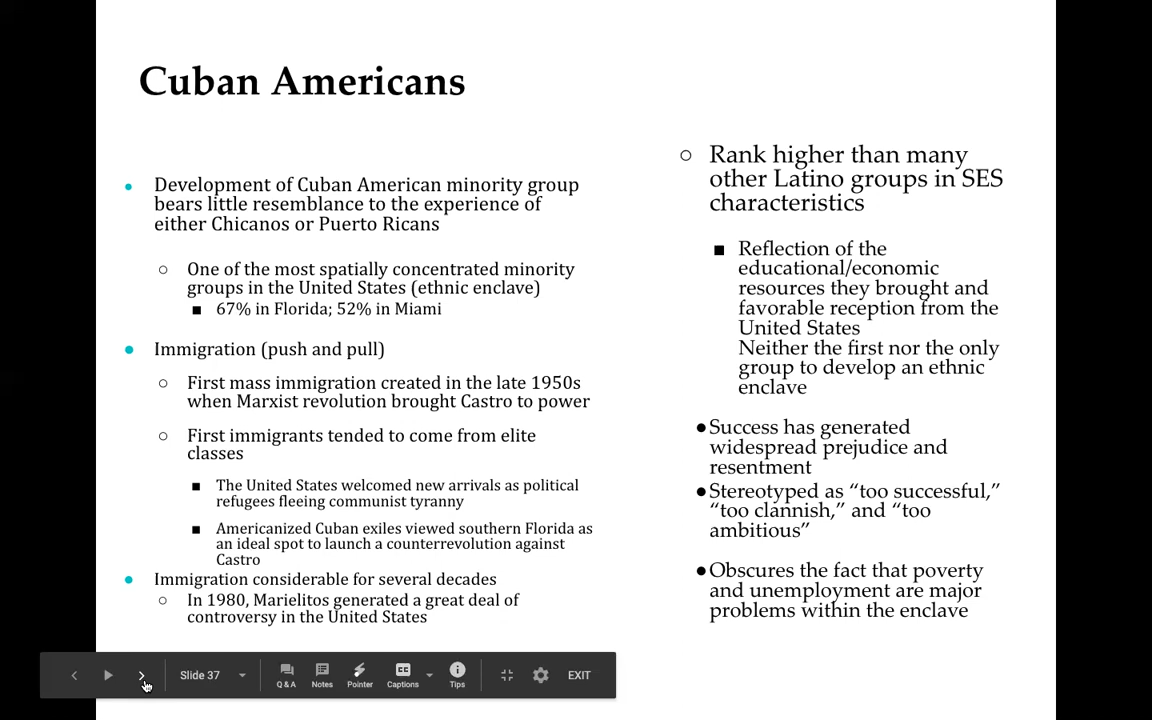 Cuban Americans
● Development of Cuban American minority group
bears little resemblance to the experience of
either Chicanos or Puerto Ricans
○ One of the most spatially concentrated minority
groups in the United States (ethnic enclave)
■ 67% in Florida; 52% in Miami
● Immigration (push and pull)
○ First mass immigration created in the late 1950s
when Marxist revolution brought Castro to power
○ First immigrants tended to come from elite
classes
■ The United States welcomed new arrivals as political
refugees fleeing communist tyranny
■ Americanized Cuban exiles viewed southern Florida as
an ideal spot to launch a counterrevolution against
Castro
● Immigration considerable for several decades
○ In 1980, Marielitos generated a great deal of
controversy in the United States
○ Rank higher than many
other Latino groups in SES
characteristics
■ Reflection of the
educational/economic
resources they brought and
favorable reception from the
United States
Neither the first nor the only
group to develop an ethnic
enclave
●Success has generated
widespread prejudice and
resentment
●Stereotyped as “too successful,”
“too clannish,” and “too
ambitious”
●Obscures the fact that poverty
and unemployment are major
problems within the enclave
Slide 37
Q & A
Notes
Pointer
CC
Captions
Tips
EXIT